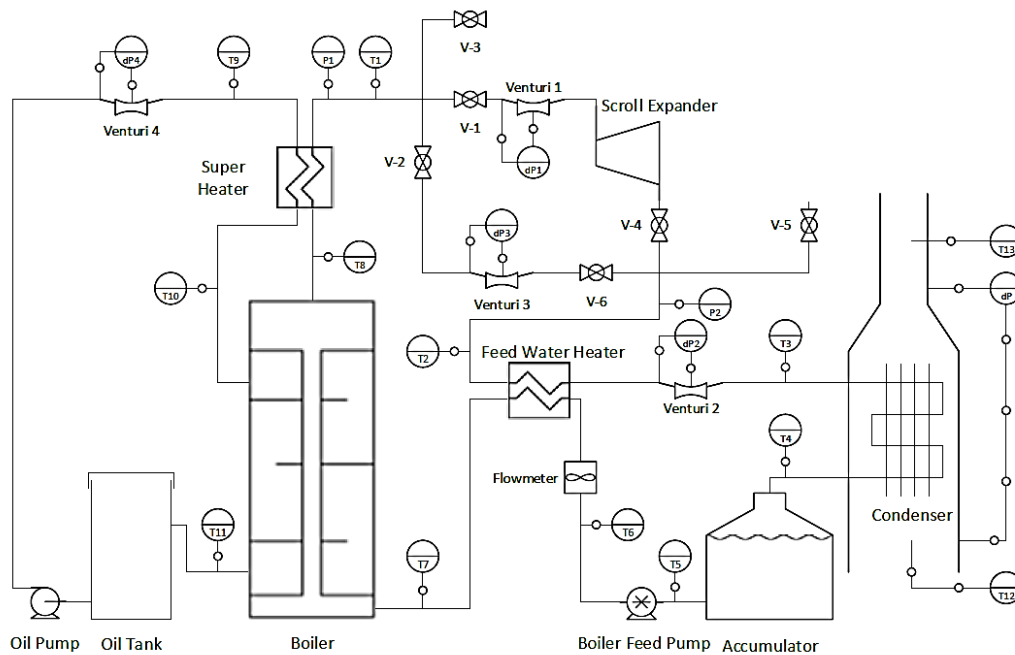 V-3
dP4
T9
P1
T1
Venturi 1
Scroll Expander
Venturi 4
V-1
Super
Heater
V-2
dP1
V-4
V-5
dP3
T13
T8
T10
Venturi 3
V-6
dP
P2
T2
Feed Water Heater
dP2
T3
Venturi 2
T4
Flowmeter
Condenser
T11
T6
T7
T5
T12
Oil Pump
Oil Tank
Boiler
Boiler Feed Pump
Accumulator